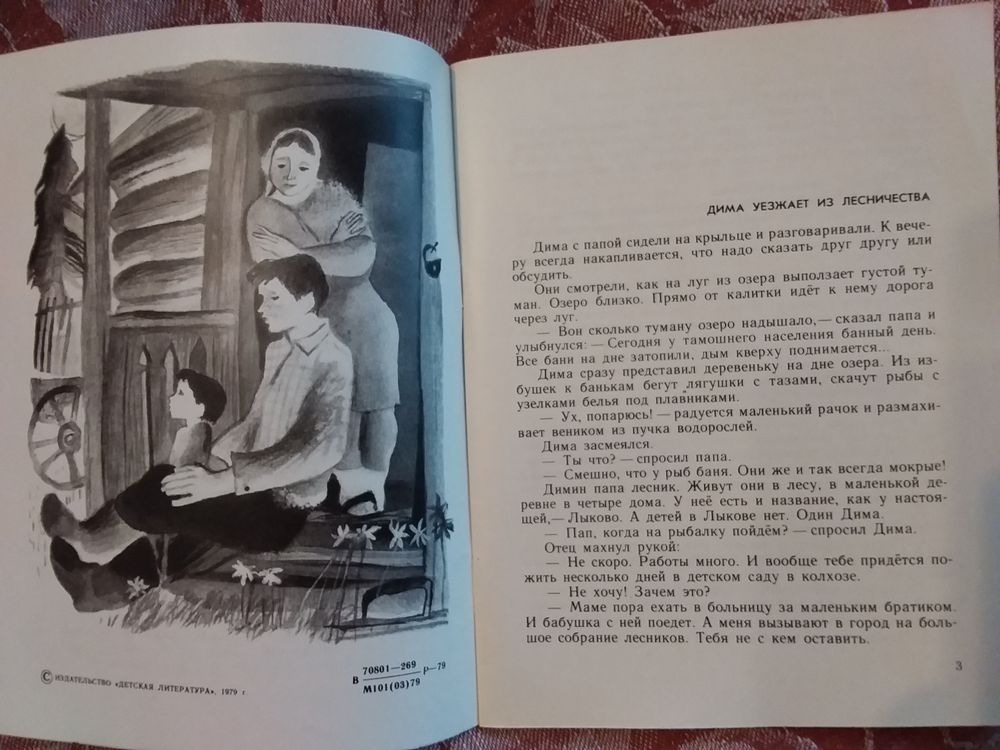 © ИЗДАТЕЛЬСТВО «ДЕТСКАЯ ЛИТЕРАТУРА», 1979 г.
В 70801—269 Р—79
М101(03)79
ДИМА УЕЗЖАЕТ ИЗ ЛЕСНИЧЕСТВА
Дима с папой сидели на крыльце и разговаривали. К вече-
ру всегда накапливается, что надо сказать друг другу или
обсудить.
Они смотрели, как на луг из озера выползает густой ту-
ман. Озеро близко. Прямо от калитки идёт к нему дорога
через луг.
— Вон сколько туману озеро надышало,— сказал папа и
улыбнулся: — Сегодня у тамошнего населения банный день.
Все бани на дне затопили, дым кверху поднимается...
Дима сразу представил деревеньку на дне озера. Из из-
бушек к банькам бегут лягушки с тазами, скачут рыбы с
узелками белья под плавниками.
— Ух, попарюсь! — радуется маленький рачок и размахи-
вает веником из пучка водорослей.
Дима засмеялся.
— Ты что? — спросил папа.
— Смешно, что у рыб баня. Они же и так всегда мокрые!
Димин папа лесник. Живут они в лесу, в маленькой де-
ревне в четыре дома. У неё есть и название, как у настоя-
щей,— Лыково. А детей в Лыкове нет. Один Дима.
— Пап, когда на рыбалку пойдём? — спросил Дима.
Отец махнул рукой:
— Не скоро. Работы много. И вообще тебе придётся по-
жить несколько дней в детском саду в колхозе.
— Не хочу! Зачем это?
— Маме пора ехать в больницу за маленьким братиком.
И бабушка с ней поедет. А меня вызывают в город на боль-
шое собрание лесников. Тебя не с кем оставить.
3